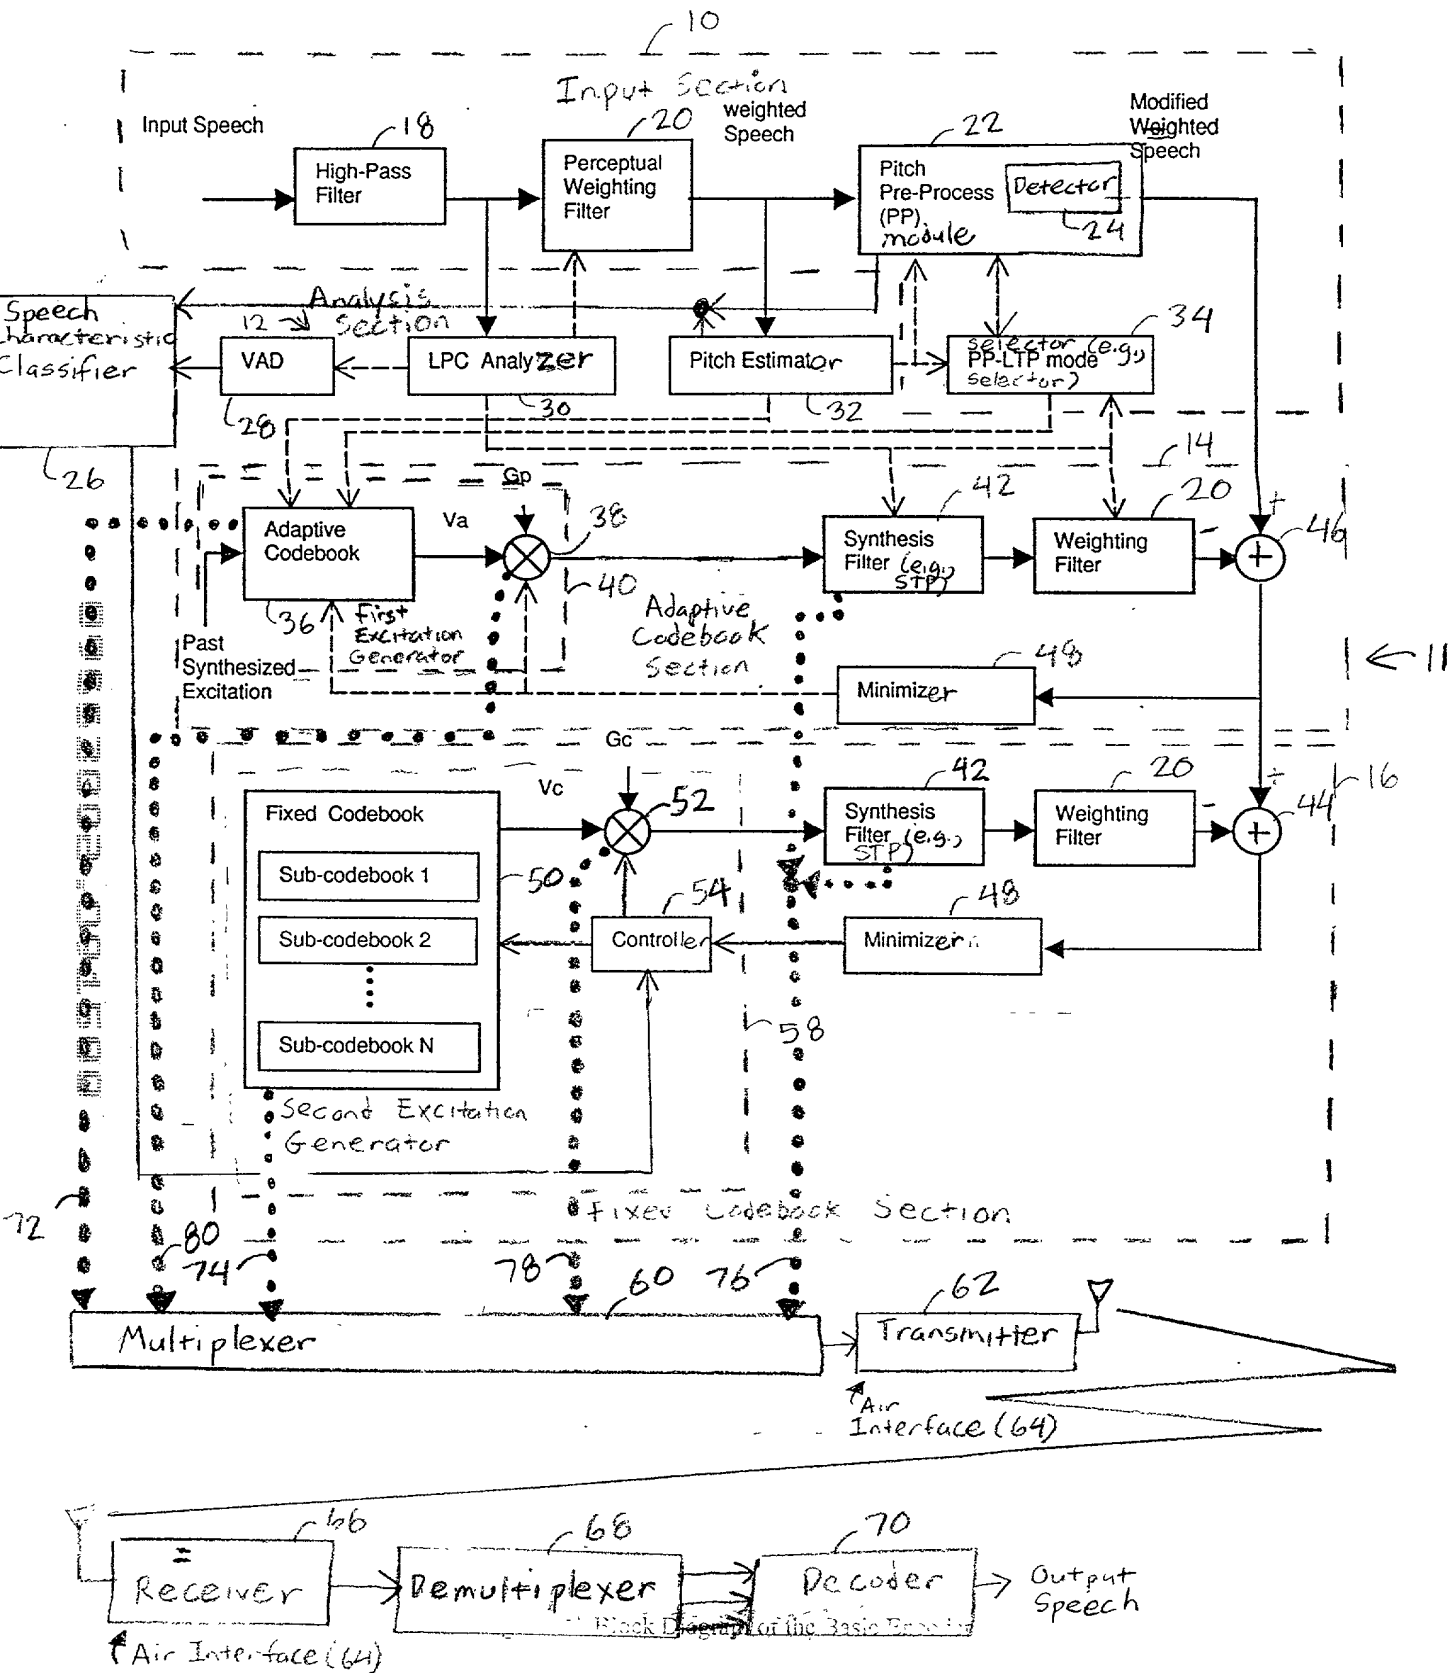 10
Input Section
Input Speech
18
20
weighted
Speech
22
Modified
Weighted
Speech
High-Pass
Filter
Perceptual
Weighting
Filter
Pitch
Pre-Process
(PP)
module
Detector
24
Speech
Characteristic
Classifier
Analysis
Section
12
VAD
LPC Analyzer
Pitch Estimator
selector (e.g.,
PP-LTP mode
selector)
34
28
30
32
26
14
Gp
Va
38
42
20
+
Adaptive
Codebook
Synthesis
Filter (e.g.,
STP)
Weighting
Filter
-
46
36
40
First
Excitation
Generator
Adaptive
Codebook
Section
Past
Synthesized
Excitation
48
Minimizer
11
Gc
Vc
52
42
20
+
16
Fixed Codebook
Synthesis
Filter (e.g.,
STP)
Weighting
Filter
-
44
Sub-codebook 1
50
54
48
Sub-codebook 2
Controller
Minimizer
58
Sub-codebook N
Second Excitation
Generator
Fixed Codebook Section
72
80
74
78
60
76
62
Multiplexer
Transmitter
Air
Interface (64)
66
68
70
Receiver
Demultiplexer
Decoder
Output
Speech
Block Diagram of the Basic Encoder
Air Interface (64)